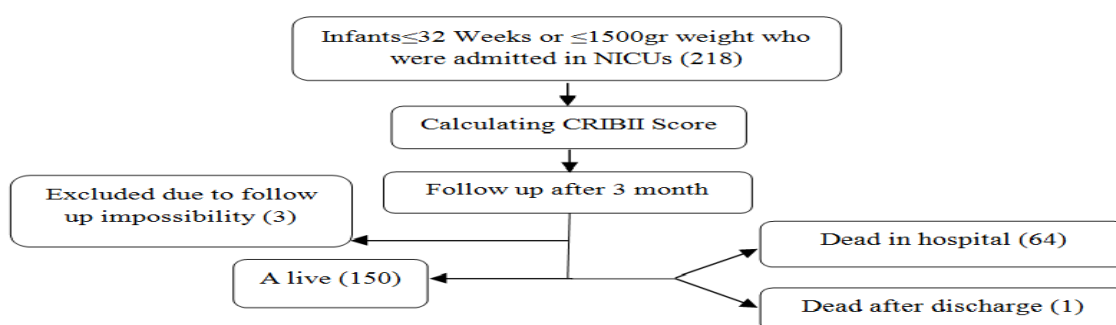 Infants≤32 Weeks or ≤1500gr weight who
were admitted in NICUs (218)
Calculating CRIBII Score
Follow up after 3 month
Excluded due to follow
up impossibility (3)
Dead in hospital (64)
A live (150)
Dead after discharge (1)